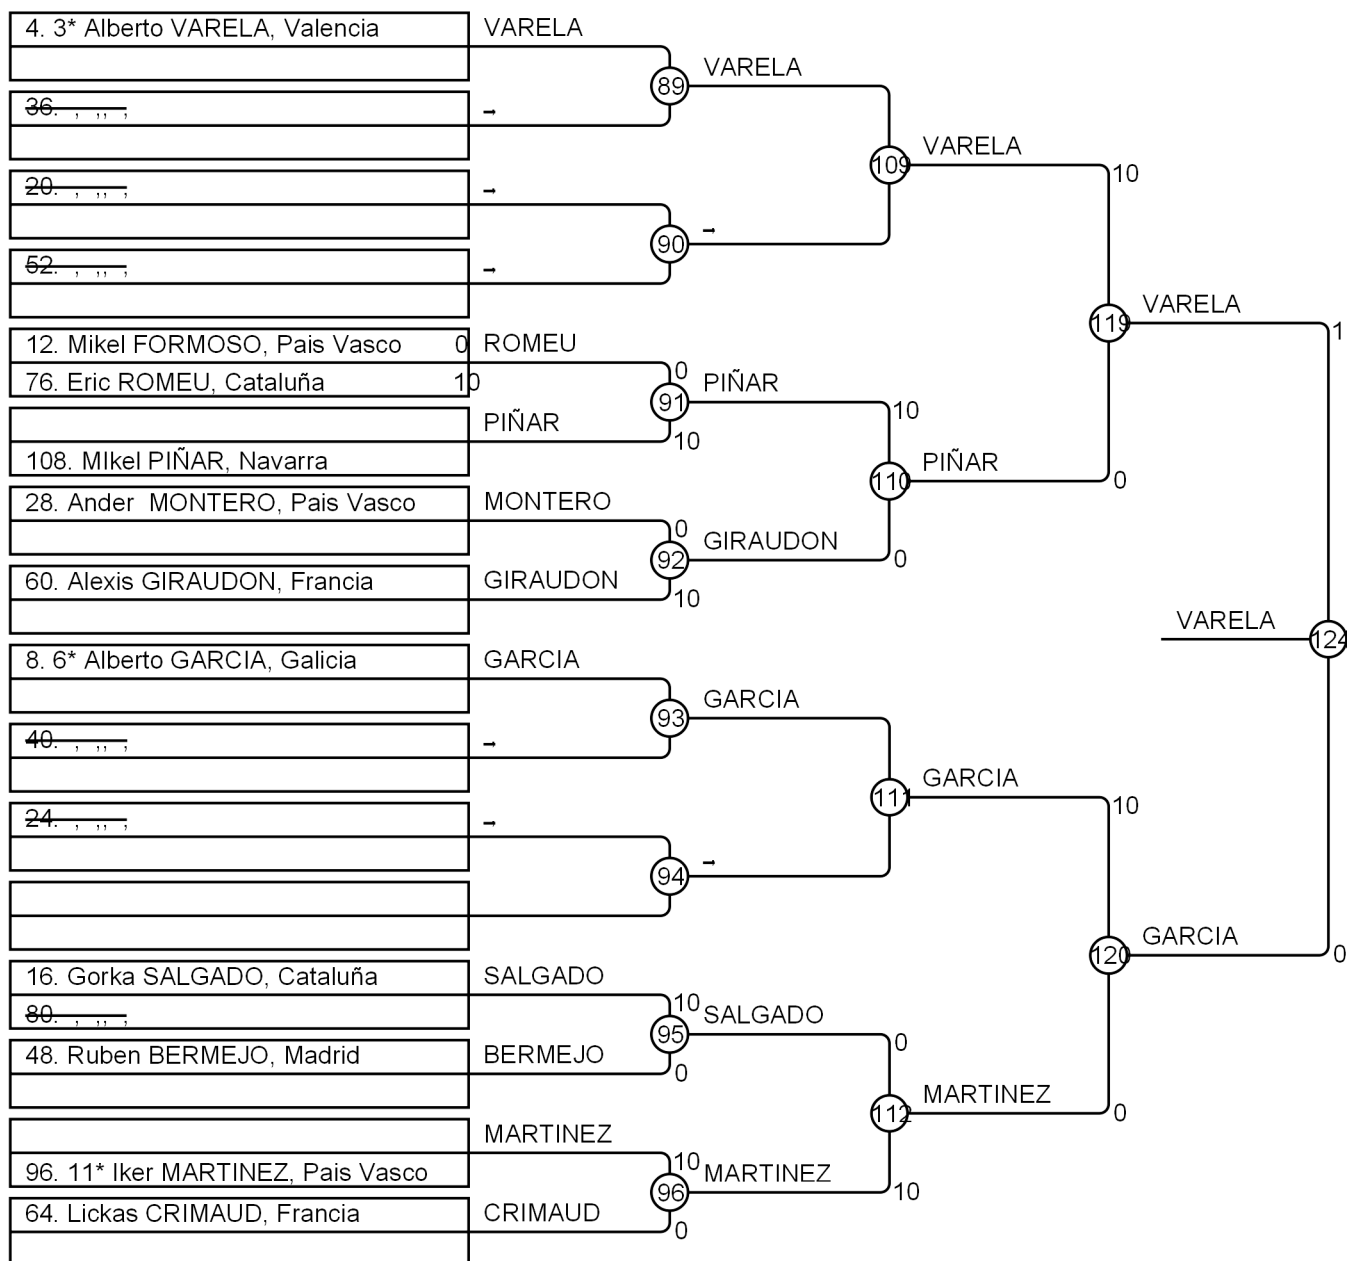 4. 3* Alberto VARELA, Valencia
VARELA
36. , ,, ;
20. , ,, ;
52. , ,, ;
12. Mikel FORMOSO, Pais Vasco 0
76. Eric ROMEU, Cataluña 10
ROMEU
0
PIÑAR
10
108. MIkel PIÑAR, Navarra
28. Ander MONTERO, Pais Vasco
MONTERO
0
60. Alexis GIRAUDON, Francia
GIRAUDON
10
8. 6* Alberto GARCIA, Galicia
GARCIA
40. , ,, ;
24. , ,, ;
16. Gorka SALGADO, Cataluña
SALGADO
10
80. , ,, ;
48. Ruben BERMEJO, Madrid
BERMEJO
0
MARTINEZ
10
96. 11* Iker MARTINEZ, Pais Vasco
64. Lickas CRIMAUD, Francia
CRIMAUD
0
89
VARELA
90
91
PIÑAR
10
92
GIRAUDON
0
93
GARCIA
94
95
SALGADO
0
96
MARTINEZ
10
109
VARELA
10
110
PIÑAR
0
111
GARCIA
10
112
MARTINEZ
0
119
VARELA
1
120
GARCIA
0
VARELA
124